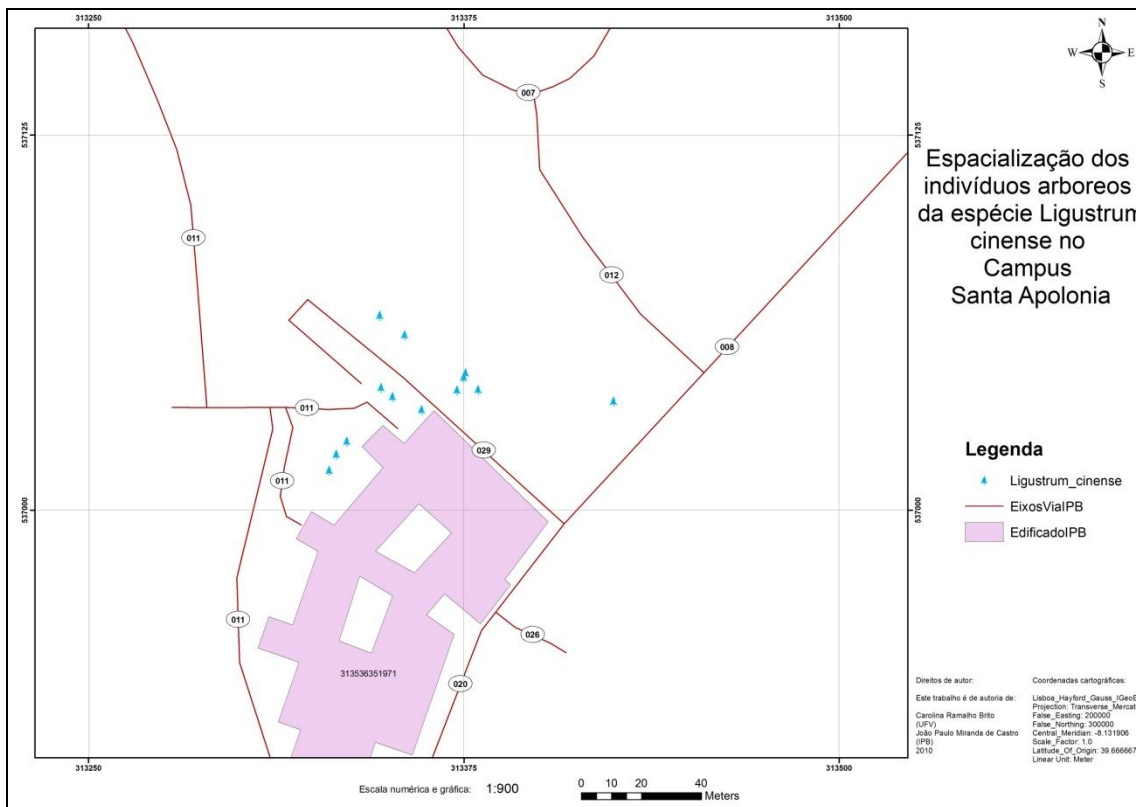 313250
313375
313500
N
W
E
S
537125
537125
007
011
012
008
011
029
011
537000
537000
011
026
020
313536351971
Espacialização dos
indivíduos arboreos
da espécie Ligustrum
cinense no
Campus
Santa Apolonia
Legenda
Ligustrum_cinense
EixosViaIPB
EdificadoIPB
Direitos de autor:
Este trabalho é de autoria de:
Carolina Ramalho Brito
(UFV)
João Paulo Miranda de Castro
(IPB)
2010
Coordenadas cartográficas:
Lisboa_Hayford_Gauss_IGeoE
Projection: Transverse_Mercat
False_Easting: 200000
False_Northing: 300000
Central_Meridian: -8.131906
Scale_Factor: 1.0
Latitude_Of_Origin: 39.666667
Linear Unit: Meter
313250
313375
313500
Escala numérica e gráfica: 1:900
0 10 20 40
Meters